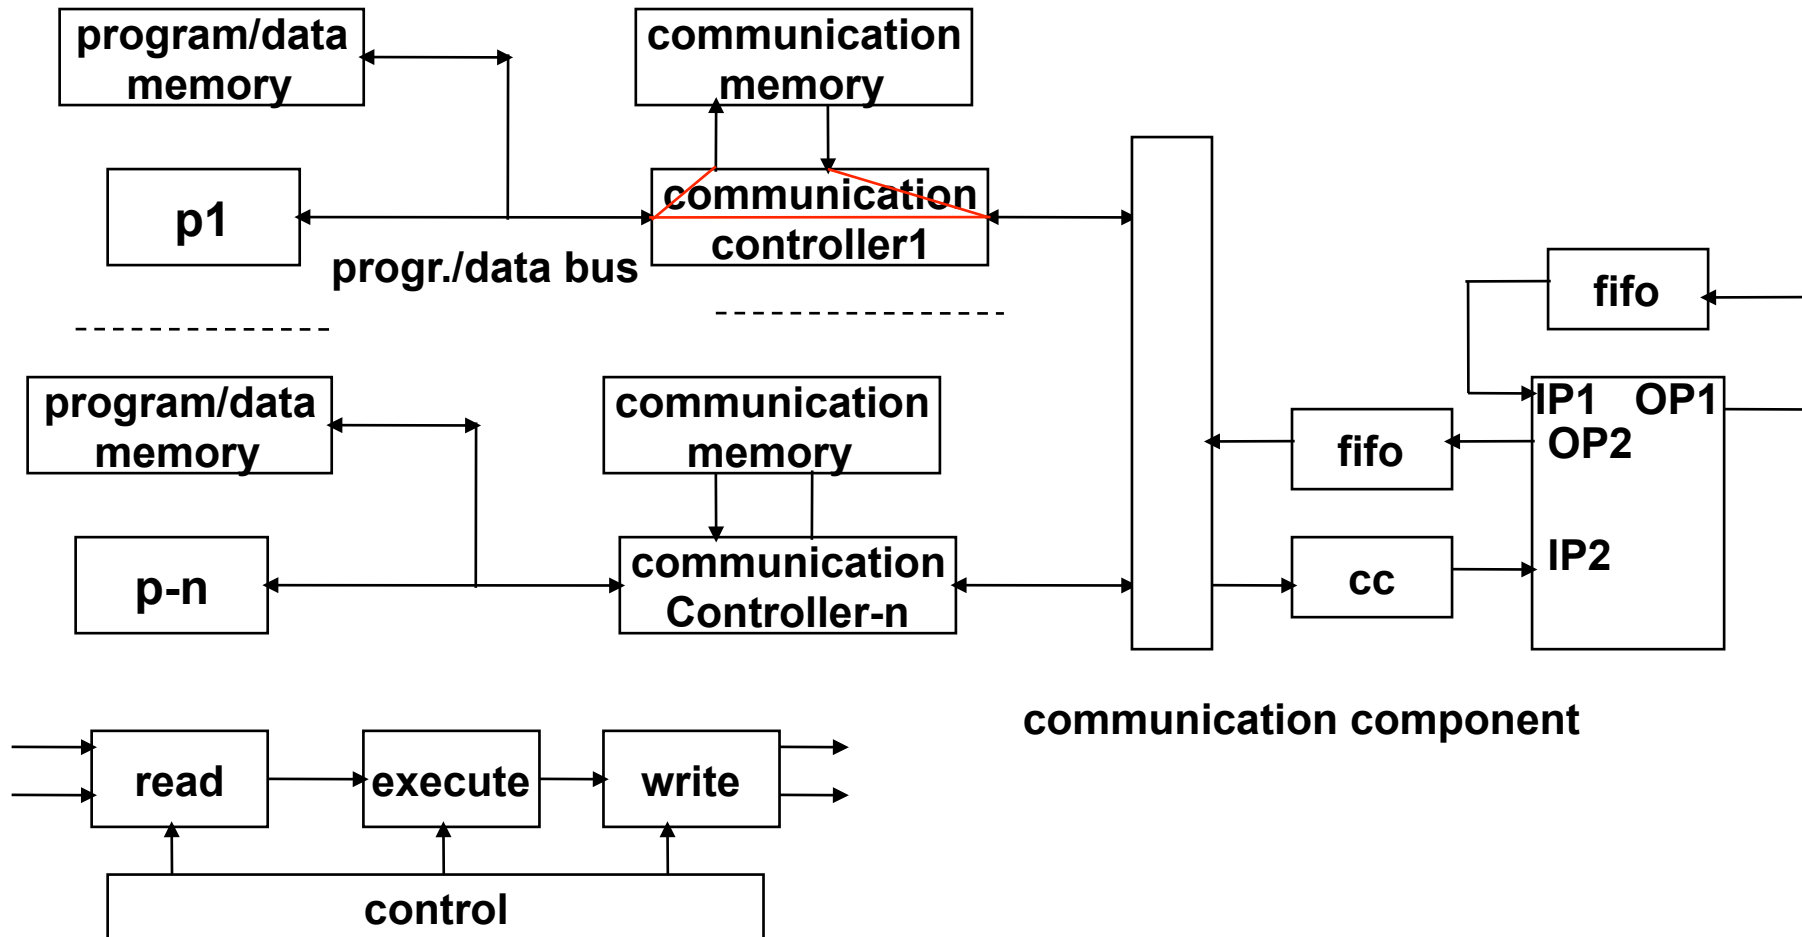 program/data
memory
communication
memory
p1
communication
controller1
progr./data bus
fifo
program/data
memory
communication
memory
IP1 OP1
OP2
fifo
IP2
p-n
communication
Controller-n
cc
communication component
read
execute
write
control